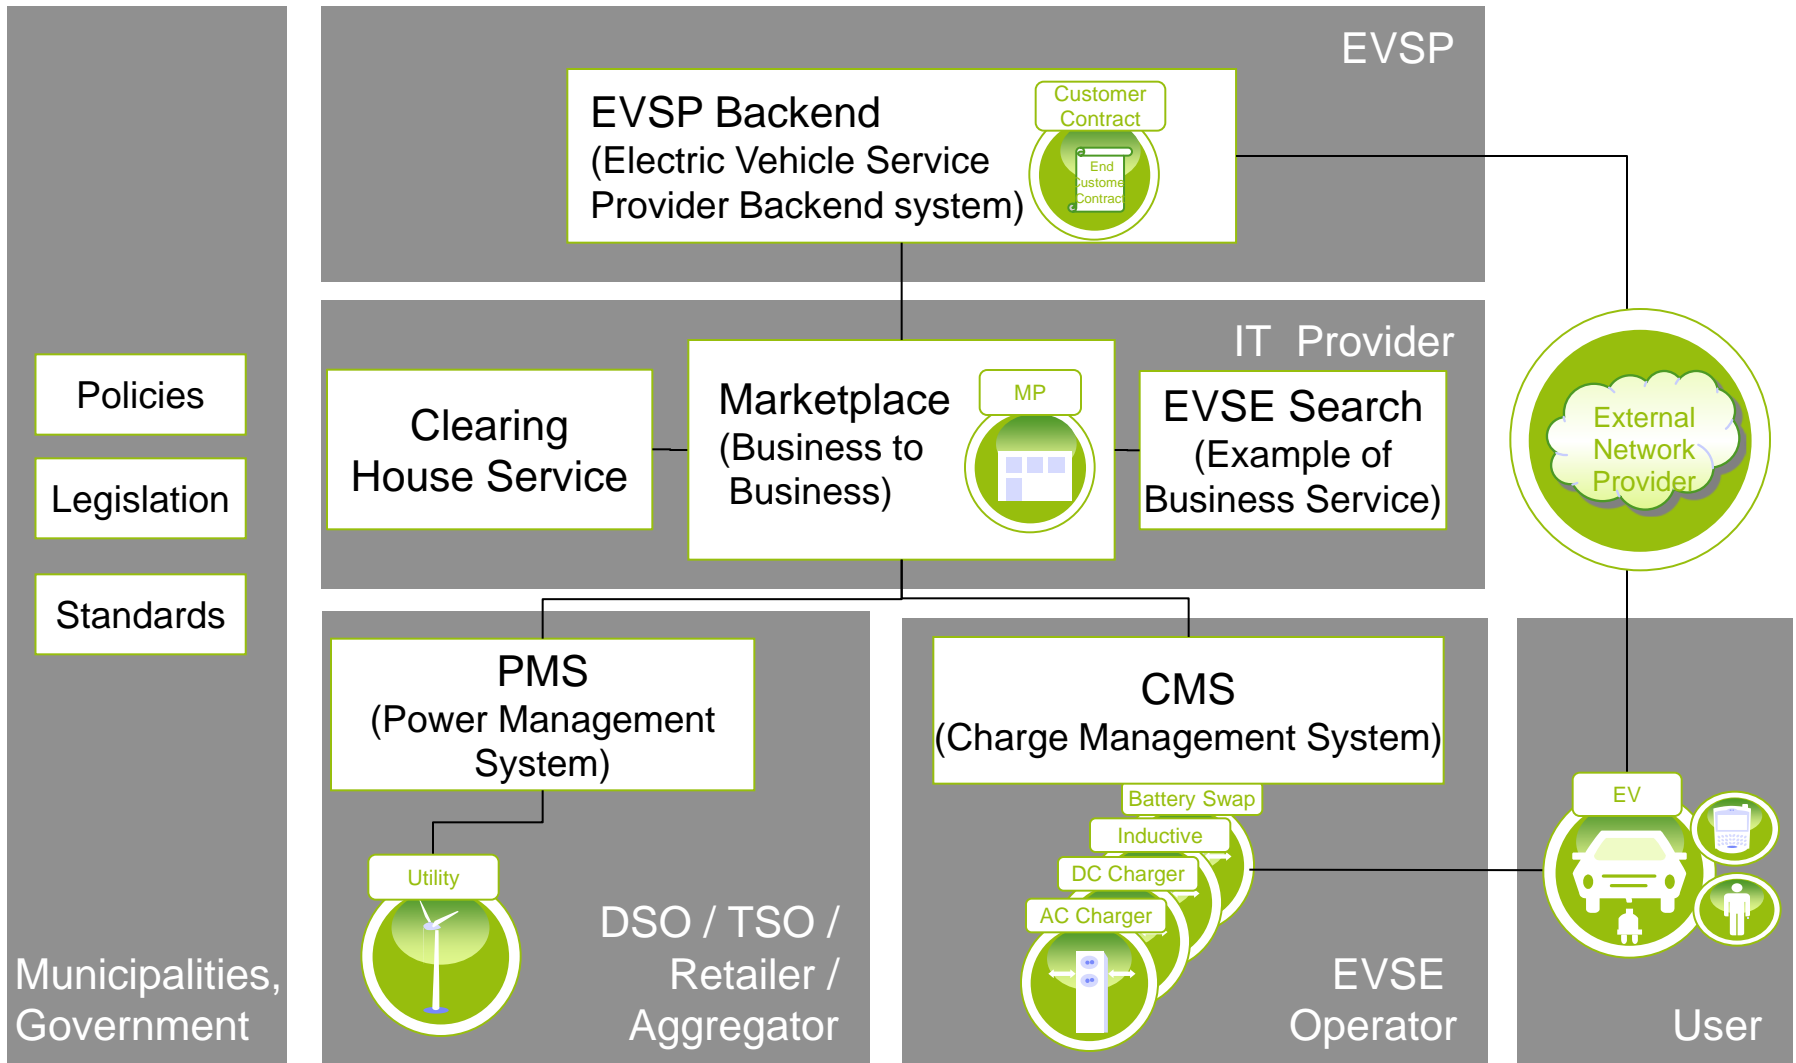 EVSP
EVSP Backend
(Electric Vehicle Service
Provider Backend system)
Customer
Contract
End
Customer
Contract
IT Provider
Clearing
House Service
Marketplace
(Business to
Business)
MP
EVSE Search
(Example of
Business Service)
External
Network
Provider
Policies
Legislation
Standards
Municipalities,
Government
PMS
(Power Management
System)
Utility
DSO / TSO /
Retailer /
Aggregator
CMS
(Charge Management System)
Battery Swap
Inductive
DC Charger
AC Charger
EVSE
Operator
EV
User